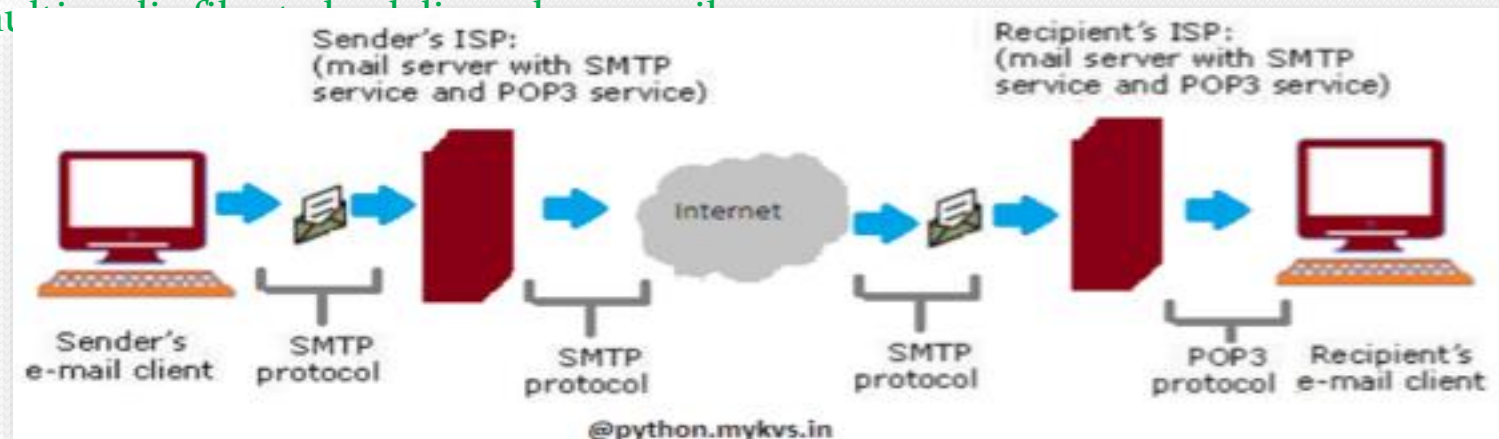 Sender's ISP:
(mail server with SMTP
service and POP3 service)
Recipient's ISP:
(mail server with SMTP
service and POP3 service)
Internet
Sender's
e-mail client
SMTP
protocol
SMTP
protocol
SMTP
protocol
POP3
protocol
Recipient's
e-mail client
@python.mykvs.in